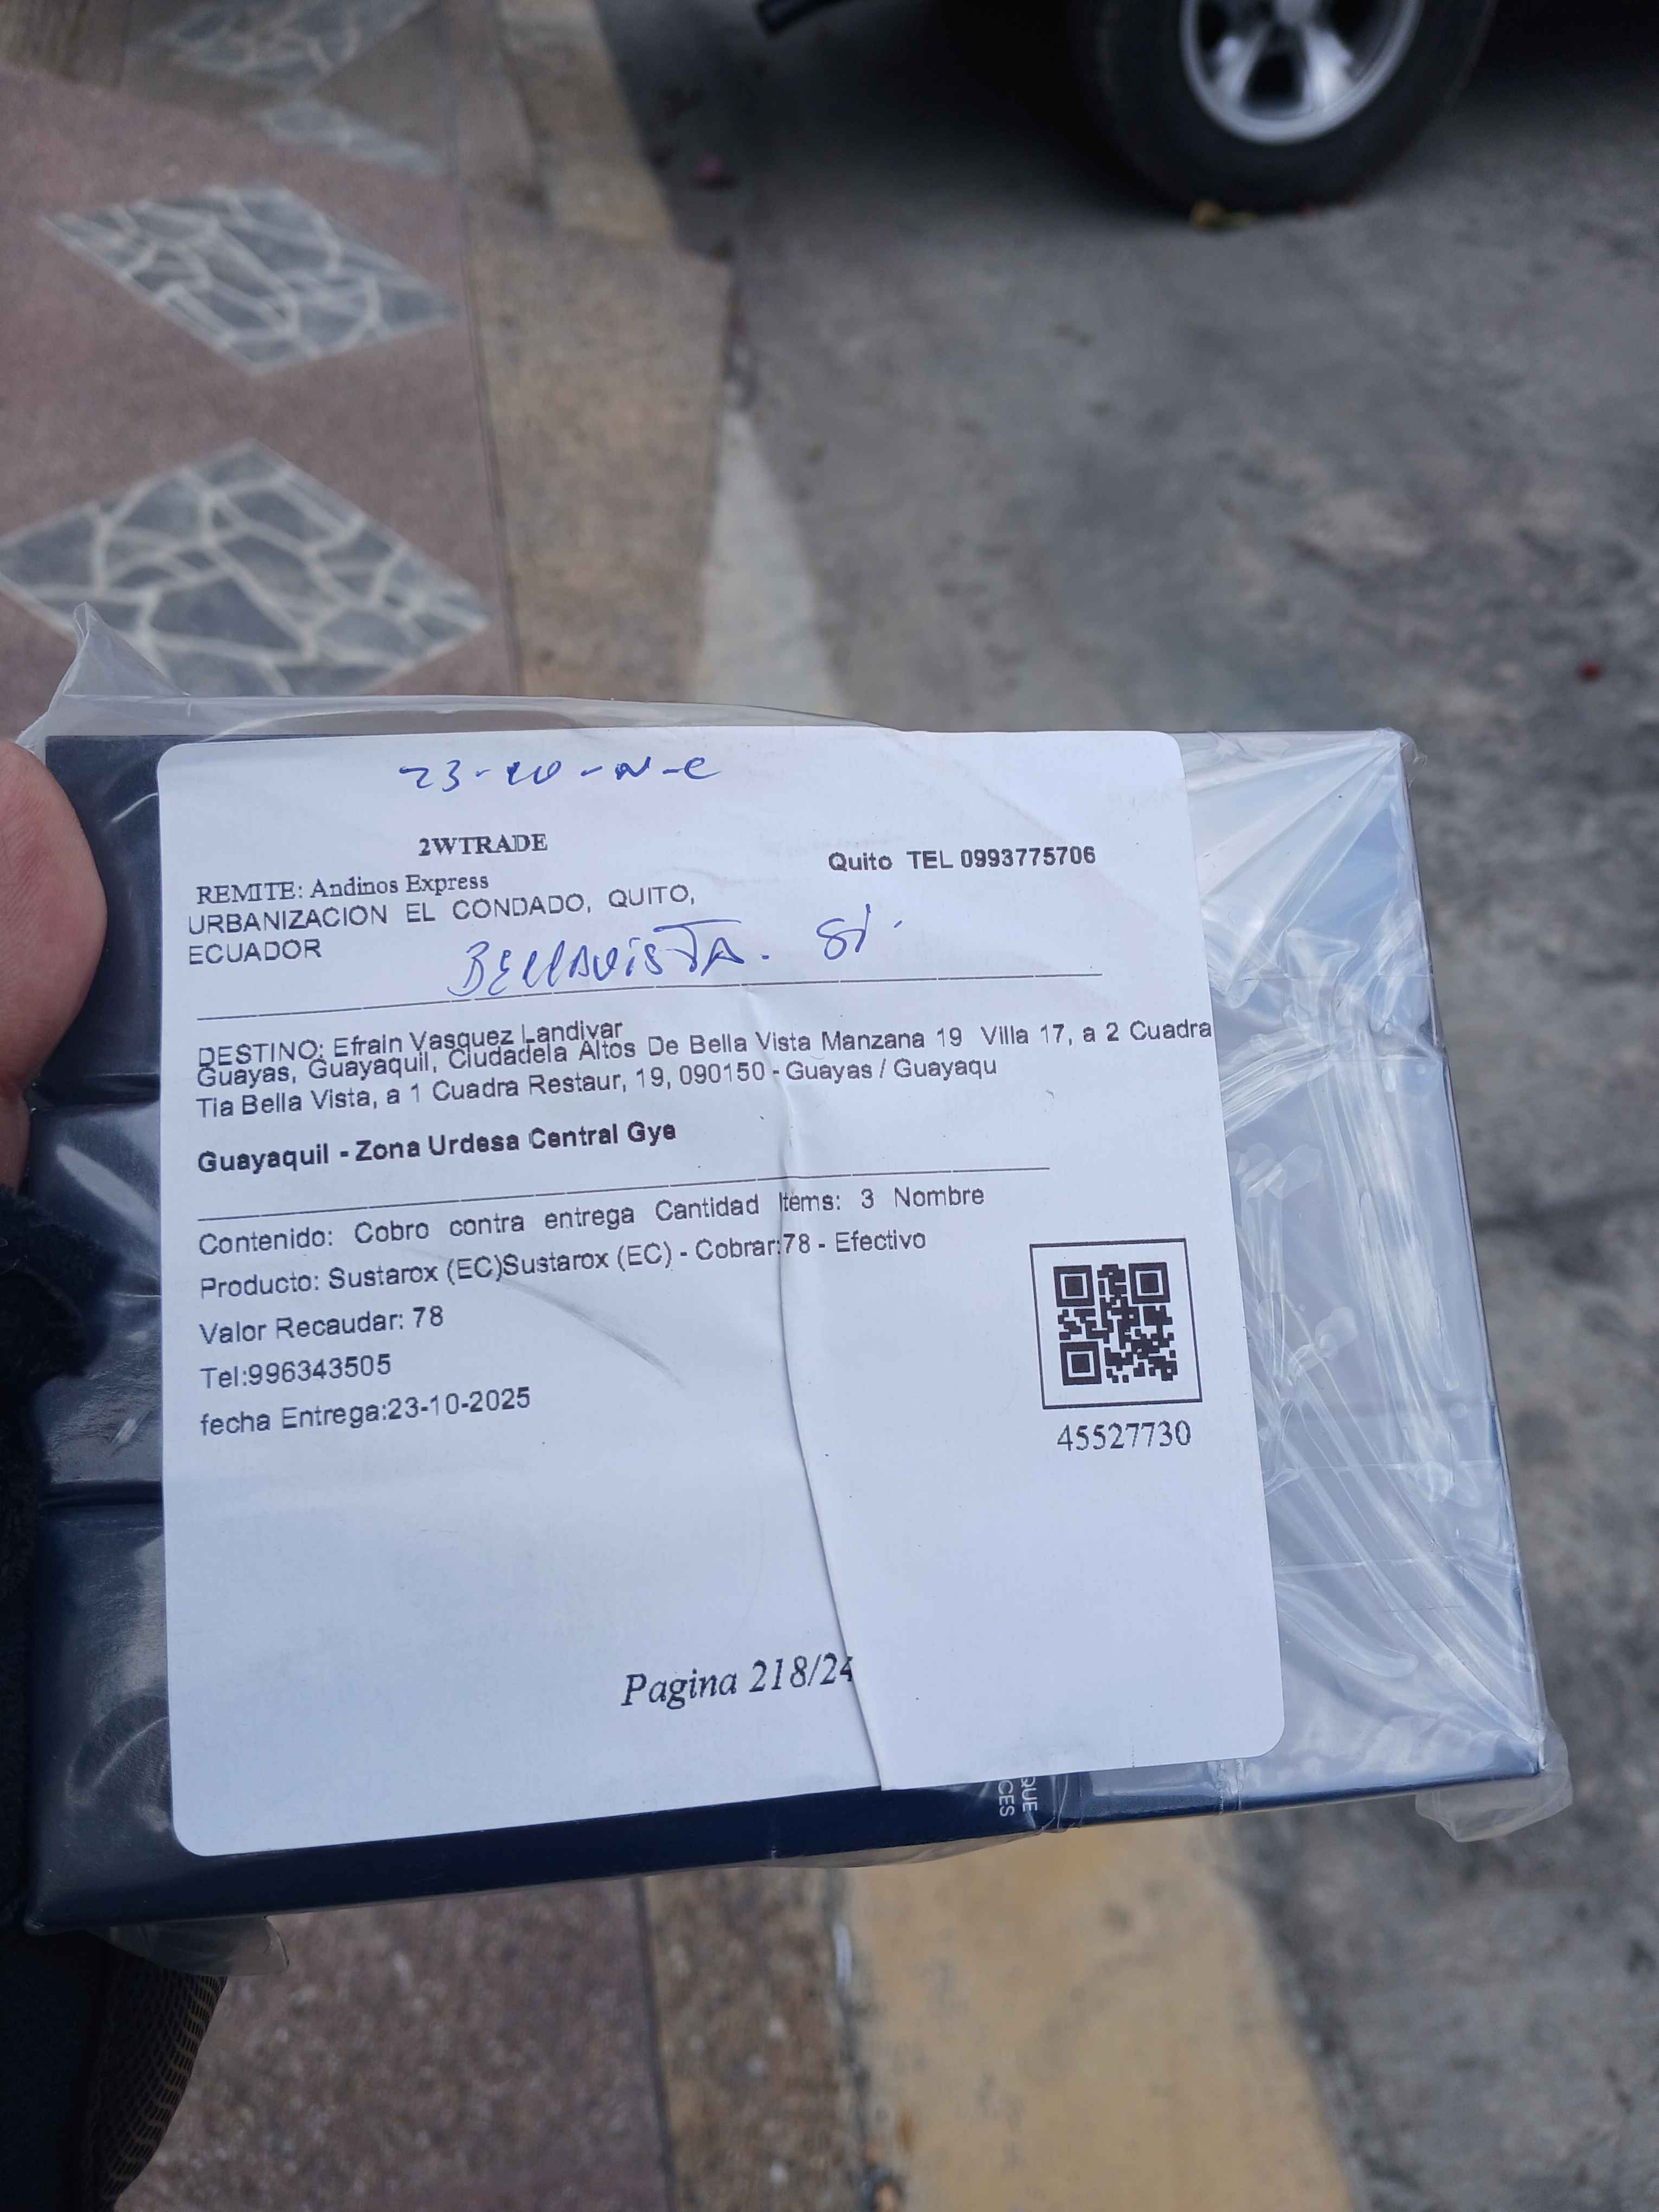 23-10-N-C
2WTRADE
Quito TEL 0993775706
REMITE: Andinos Express
URBANIZACION EL CONDADO, QUITO,
ECUADOR
BELLAVISTA. SI.
DESTINO: Efrain Vasquez Landivar
Guayas, Guayaquil, Ciudadela Altos De Bella Vista Manzana 19 Villa 17, a 2 Cuadra
Tia Bella Vista, a 1 Cuadra Restaur, 19, 090150 - Guayas / Guayaqu
Guayaquil - Zona Urdesa Central Gye
Contenido: Cobro contra entrega Cantidad Items: 3 Nombre
Producto: Sustarox (EC)Sustarox (EC) - Cobrar:78 - Efectivo
Valor Recaudar: 78
Tel:996343505
fecha Entrega:23-10-2025
45527730
Pagina 218/24
QUE
CES